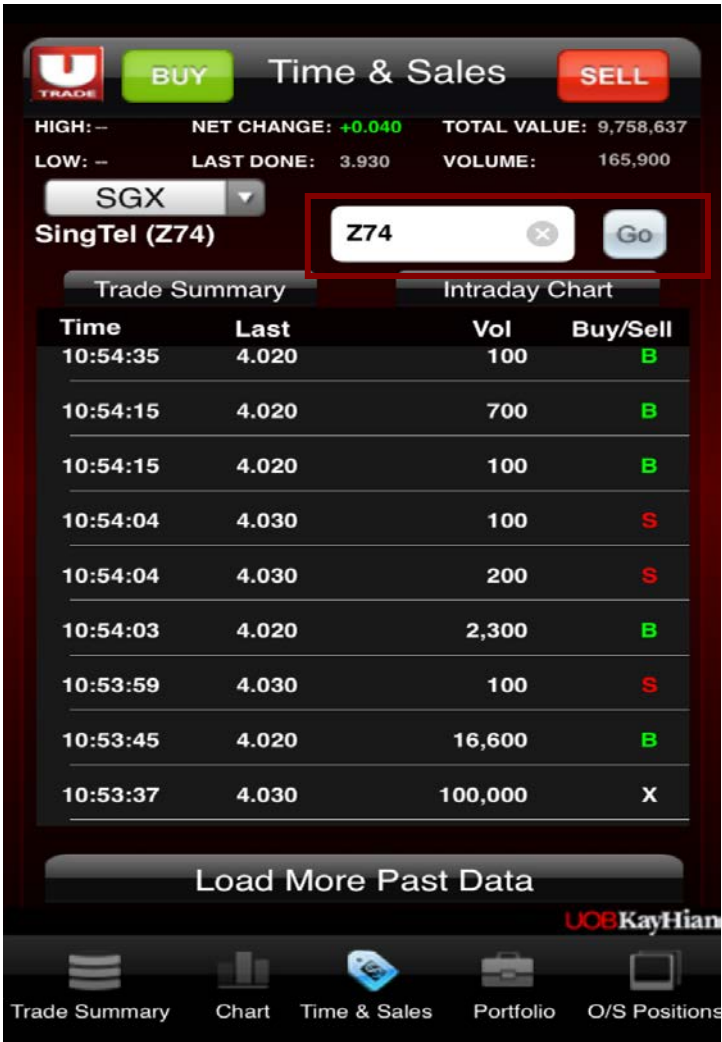 U TRADE BUY Time & Sales SELL
HIGH: -- NET CHANGE: +0.040 TOTAL VALUE: 9,758,637
LOW: -- LAST DONE: 3.930 VOLUME: 165,900
SGX
SingTel (Z74) Z74 Go
Trade Summary Intraday Chart
Time Last Vol Buy/Sell
10:54:35 4.020 100 B
10:54:15 4.020 700 B
10:54:15 4.020 100 B
10:54:04 4.030 100 S
10:54:04 4.030 200 S
10:54:03 4.020 2,300 B
10:53:59 4.030 100 S
10:53:45 4.020 16,600 B
10:53:37 4.030 100,000 X
Load More Past Data
UOBKayHian
Trade Summary Chart Time & Sales Portfolio O/S Positions